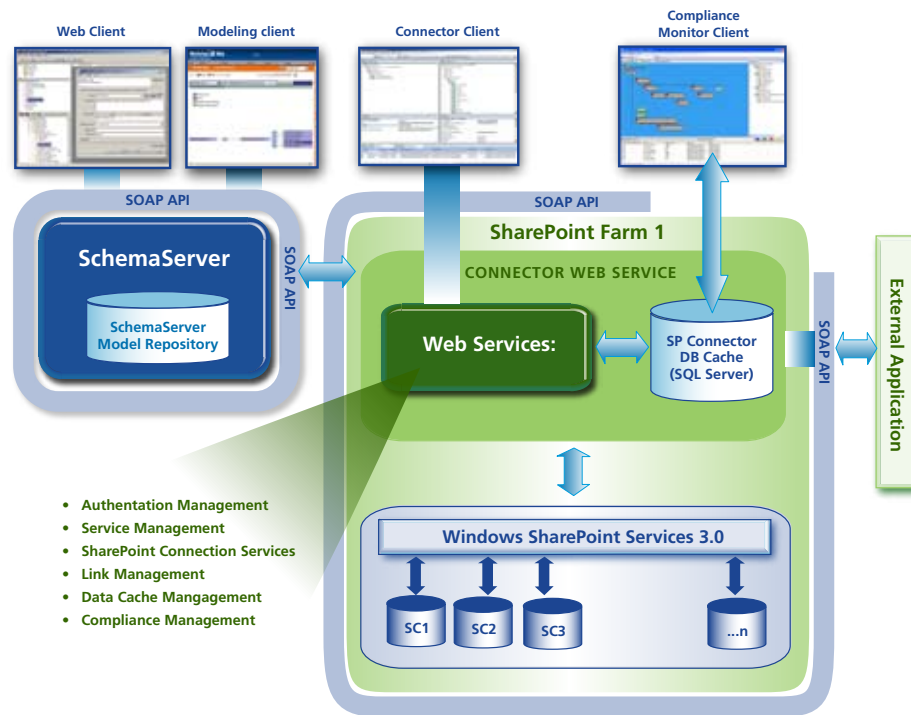 Web Client
Modeling client
Connector Client
Compliance
Monitor Client
SOAP API
SchemaServer
SchemaServer
Model Repository
SOAP API
SOAP API
SharePoint Farm 1
CONNECTOR WEB SERVICE
Web Services:
SP Connector
DB Cache
(SQL Server)
SOAP API
External Application
• Authentation Management
• Service Management
• SharePoint Connection Services
• Link Management
• Data Cache Mangagement
• Compliance Management
Windows SharePoint Services 3.0
SC1
SC2
SC3
...n